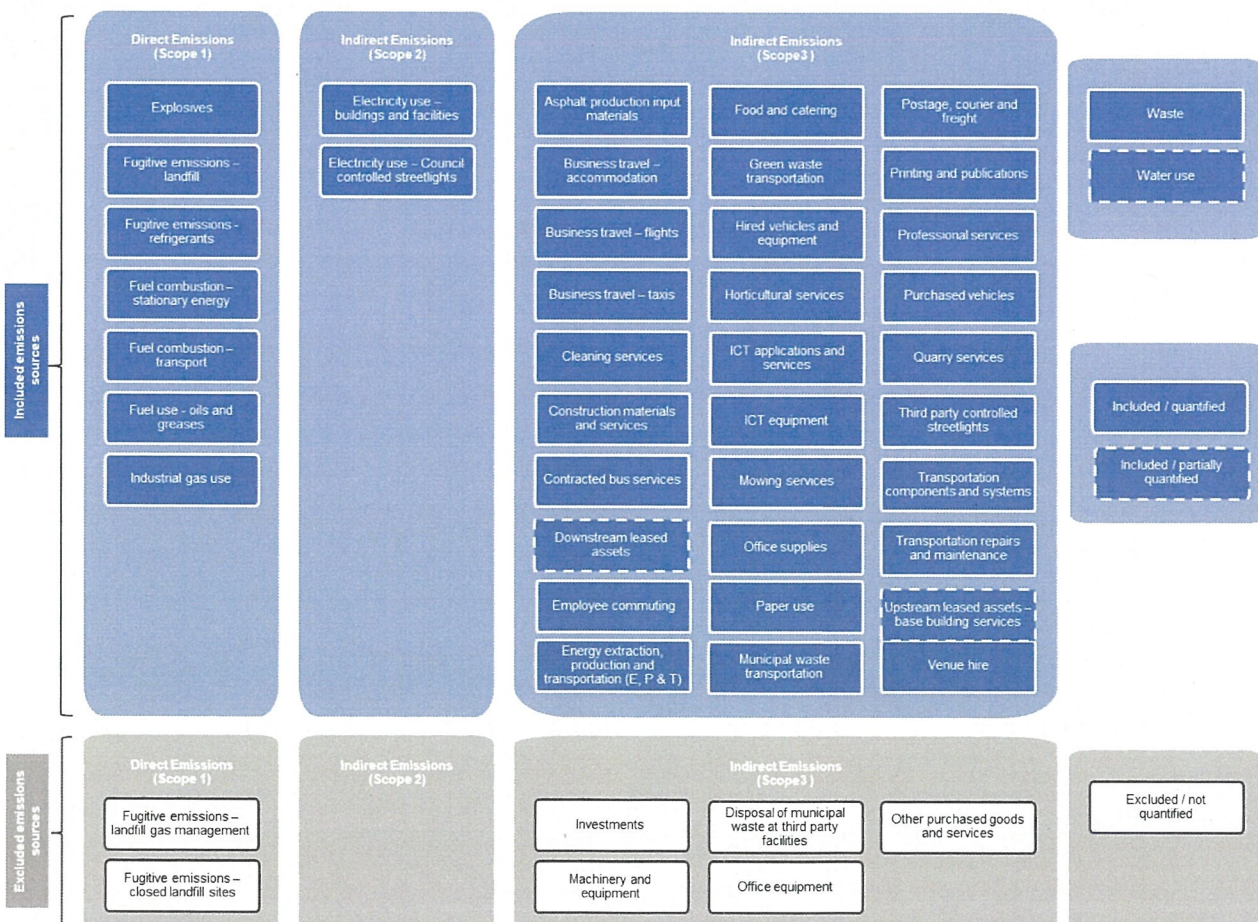 Included emissions
sources
Direct Emissions
(Scope 1)
Explosives
Fugitive emissions –
landfill
Fugitive emissions -
refrigerants
Fuel combustion –
stationary energy
Fuel combustion –
transport
Fuel use - oils and
greases
Industrial gas use
Indirect Emissions
(Scope 2)
Electricity use –
buildings and facilities
Electricity use – Council
controlled streetlights
Indirect Emissions
(Scope3 )
Asphalt production input
materials
Business travel –
accommodation
Business travel – flights
Business travel – taxis
Cleaning services
Construction materials
and services
Contracted bus services
Downstream leased
assets
Employee commuting
Energy extraction,
production and
transportation (E, P & T)
Food and catering
Green waste
transportation
Hired vehicles and
equipment
Horticultural services
ICT applications and
services
ICT equipment
Mowing services
Office supplies
Paper use
Municipal waste
transportation
Postage, courier and
freight
Printing and publications
Professional services
Purchased vehicles
Quarry services
Third party controlled
streetlights
Transportation
components and systems
Transportation repairs
and maintenance
Upstream leased assets –
base building services
Venue hire
Waste
Water use
Included / quantified
Included / partially
quantified
Excluded emissions
sources
Direct Emissions
(Scope 1)
Fugitive emissions –
landfill gas management
Fugitive emissions –
closed landfill sites
Indirect Emissions
(Scope 2)
Indirect Emissions
(Scope3 )
Investments
Machinery and
equipment
Disposal of municipal
waste at third party
facilities
Office equipment
Other purchased goods
and services
Excluded / not
quantified